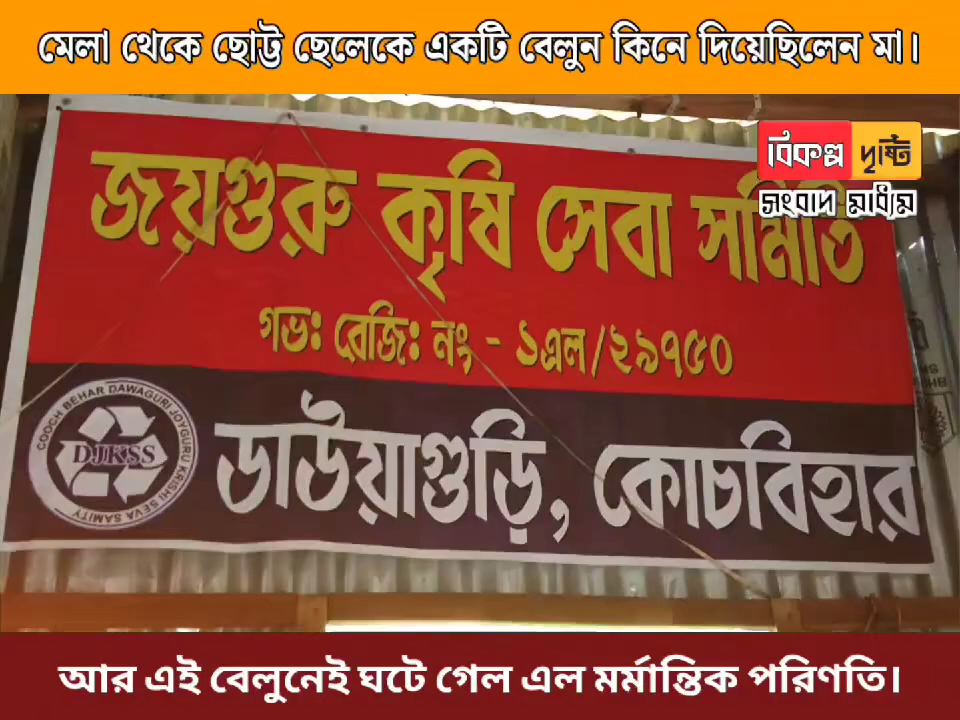 মেলা থেকে ছোট্ট ছেলেকে একটি বেলুন কিনে দিয়েছিলেন মা।
বিকল্প দৃষ্টি
সংবাদ মাধ্যম
জয়গুরু কৃষি সেবা সমিতি
গভঃ রেজিঃ নং - ১এল/২৯৭৫০
COOCH BEHAR DAWAGURI JOYGURU KRISHI SEVA SAMITY
DJKSS
ডাউয়াগুড়ি, কোচবিহার
আর এই বেলুনেই ঘটে গেল এল মর্মান্তিক পরিণতি।